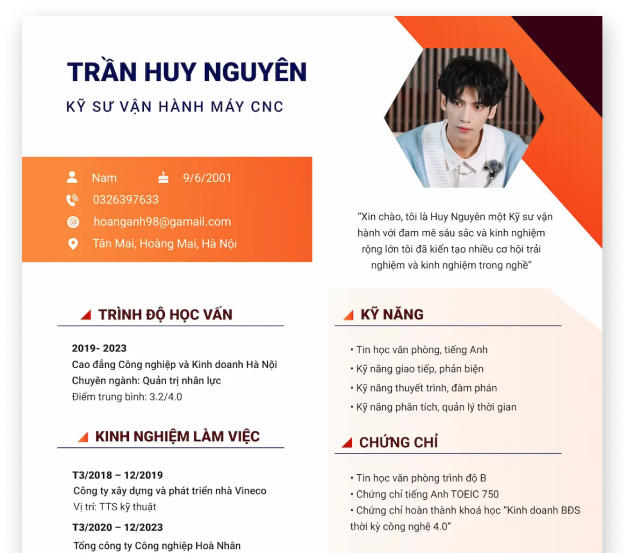 TRẦN HUY NGUYÊN
KỸ SƯ VẬN HÀNH MÁY CNC
Nam
9/6/2001
0326397633
hoanganh98@gamail.com
Tân Mai, Hoàng Mai, Hà Nội
“Xin chào, tôi là Huy Nguyên một Kỹ sư vận
hành với đam mê sâu sắc và kinh nghiệm
rộng lớn tôi đã kiến tạo nhiều cơ hội trải
nghiệm và kinh nghiệm trong nghề”
TRÌNH ĐỘ HỌC VẤN
2019- 2023
Cao đẳng Công nghiệp và Kinh doanh Hà Nội
Chuyên ngành: Quản trị nhân lực
Điểm trung bình: 3.2/4.0
KINH NGHIỆM LÀM VIỆC
T3/2018 – 12/2019
Công ty xây dựng và phát triển nhà Vineco
Vị trí: TTS kỹ thuật
T3/2020 – 12/2023
Tổng công ty Công nghiệp Hoà Nhân
KỸ NĂNG
• Tin học văn phòng, tiếng Anh
• Kỹ năng giao tiếp, phản biện
• Kỹ năng thuyết trình, đàm phán
• Kỹ năng phân tích, quản lý thời gian
CHỨNG CHỈ
• Tin học văn phòng trình độ B
• Chứng chỉ tiếng Anh TOEIC 750
• Chứng chỉ hoàn thành khoá học “Kinh doanh BĐS
thời kỳ công nghệ 4.0”